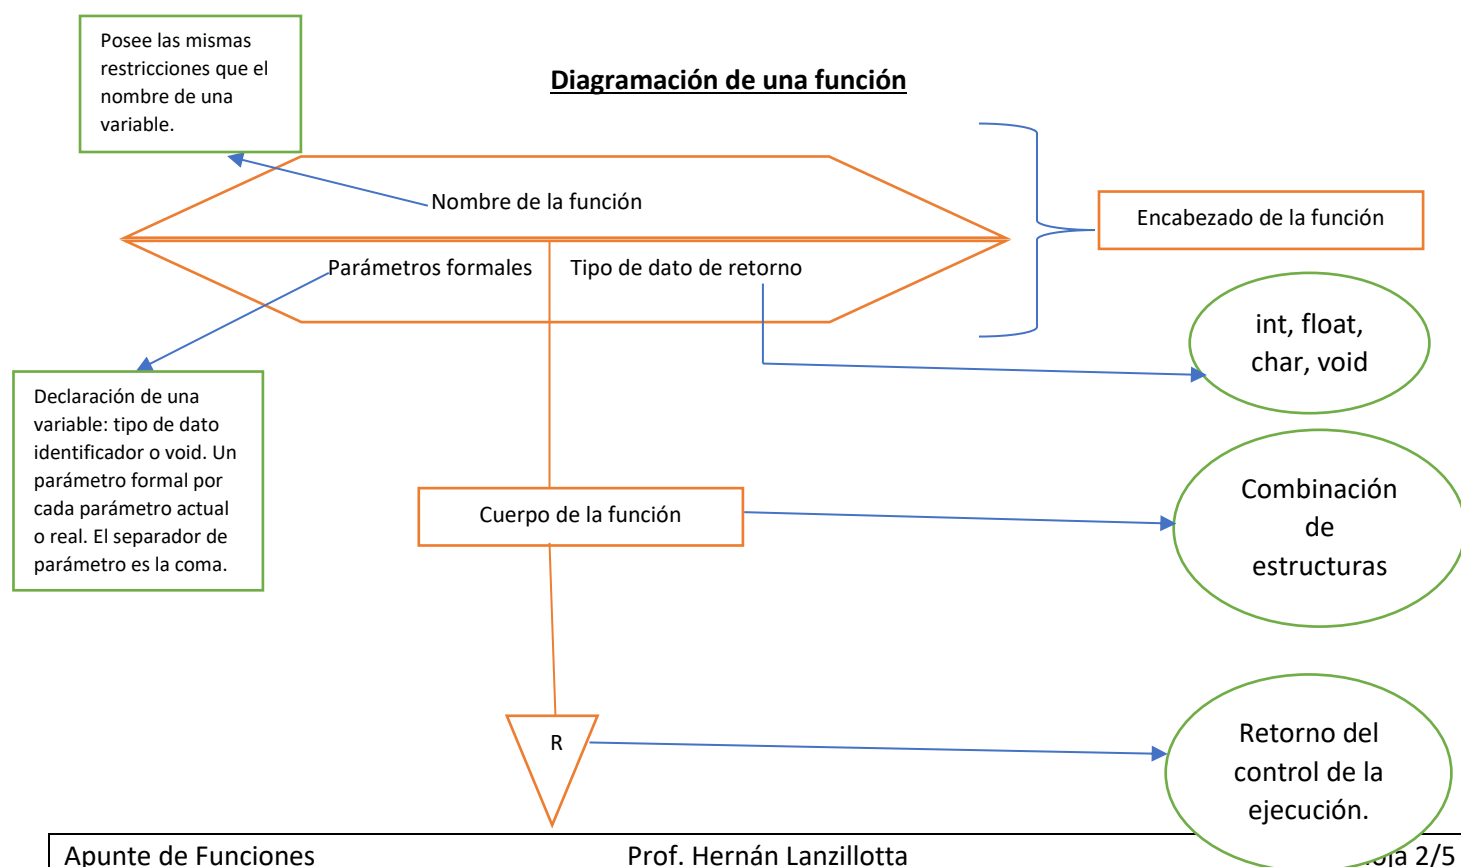 Posee las mismas
restricciones que el
nombre de una
variable.
Diagramación de una función
Nombre de la función
Encabezado de la función
Parámetros formales
Tipo de dato de retorno
int, float,
char, void
Declaración de una
variable: tipo de dato
identificador o void. Un
parámetro formal por
cada parámetro actual
o real. El separador de
parámetro es la coma.
Cuerpo de la función
Combinación
de
estructuras
R
Retorno del
control de la
ejecución.
Apunte de Funciones
Prof. Hernán Lanzillotta
2/5